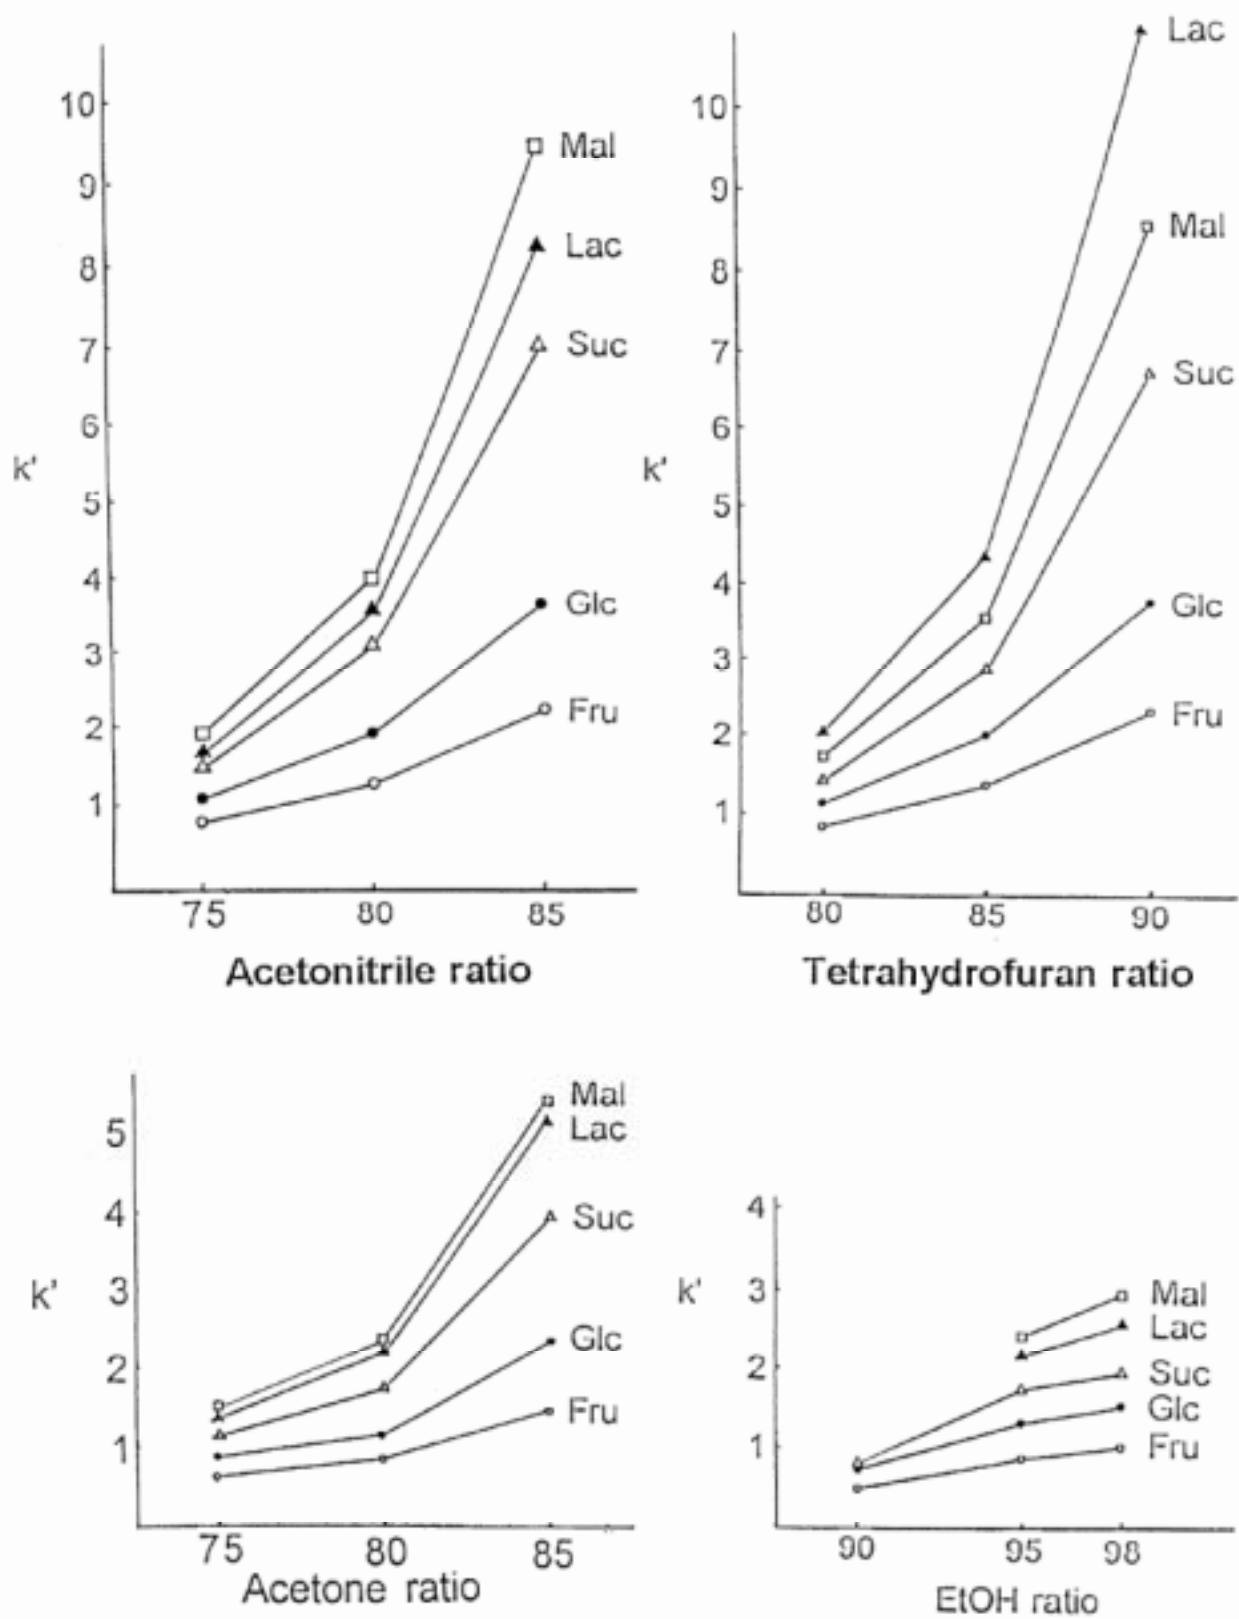 10
9
8
7
6
5
4
3
2
1
k'
Mal
Lac
Suc
Glc
Fru
75 80 85
Acetonitrile ratio
10
9
8
7
6
5
4
3
2
1
k'
Lac
Mal
Suc
Glc
Fru
80 85 90
Tetrahydrofuran ratio
5
4
3
2
1
k'
Mal
Lac
Suc
Glc
Fru
75 80 85
Acetone ratio
4
3
2
1
k'
Mal
Lac
Suc
Glc
Fru
90 95 98
EtOH ratio